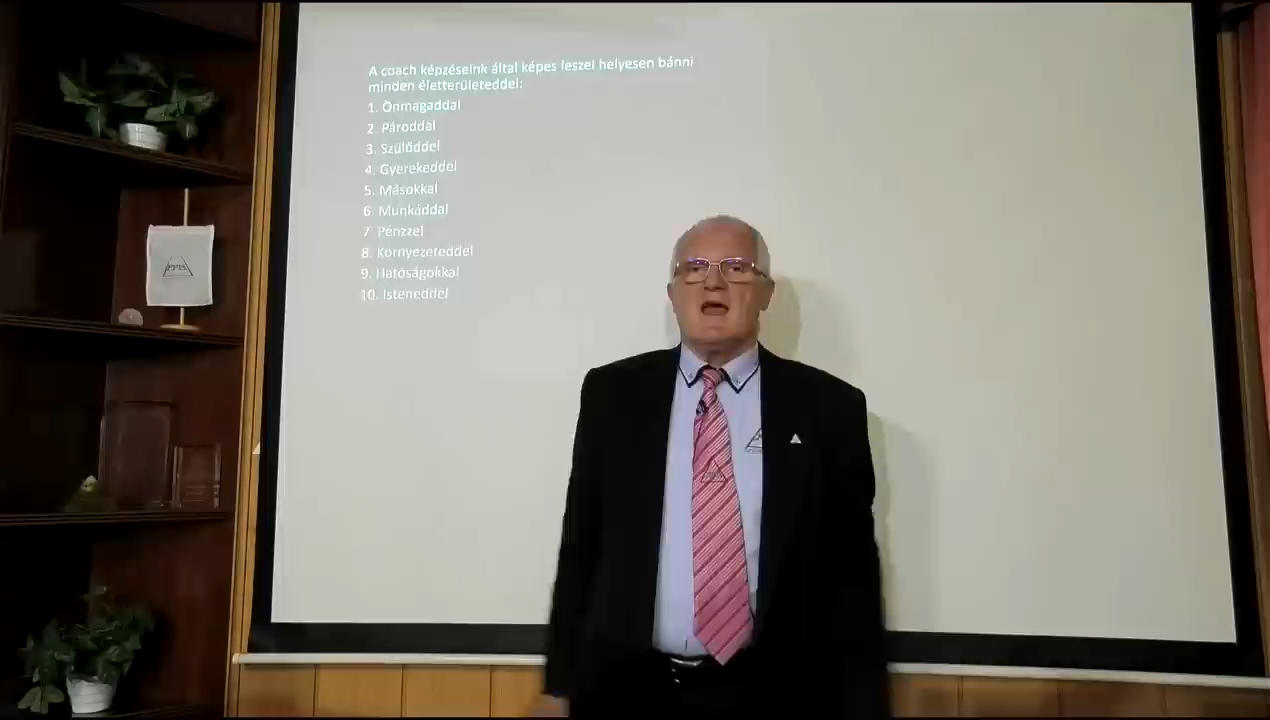 A coach képzéseink által képes leszel helyesen bánni
minden életterületeddel:
1. Önmagaddal
2. Pároddal
3. Szülőddel
4. Gyerekeddel
5. Másokkal
6. Munkáddal
7. Pénzzel
8. Környezeteddel
9. Hatóságokkal
10. Isteneddel